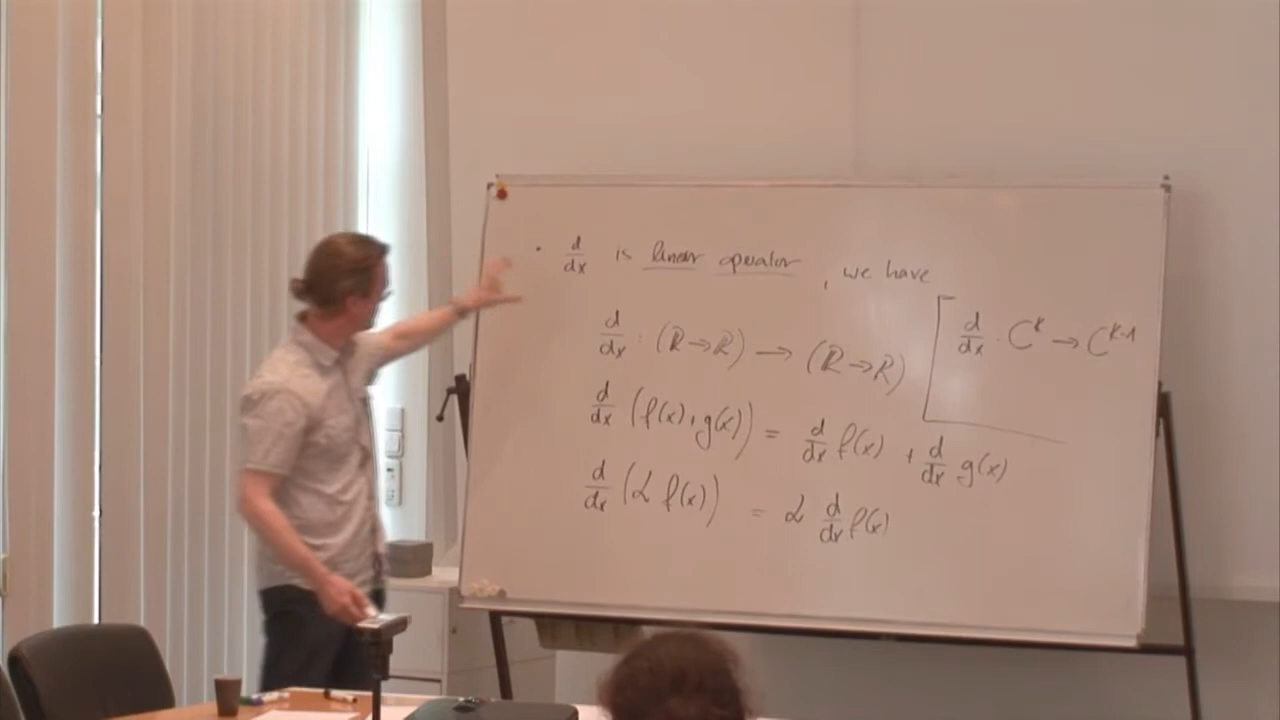 · d/dx is linear operator, we have
d/dx : (ℝ → ℝ) → (ℝ → ℝ)
d/dx : C^k → C^{k-1}
d/dx (f(x) + g(x)) = d/dx f(x) + d/dx g(x)
d/dx (α f(x)) = α d/dx f(x)